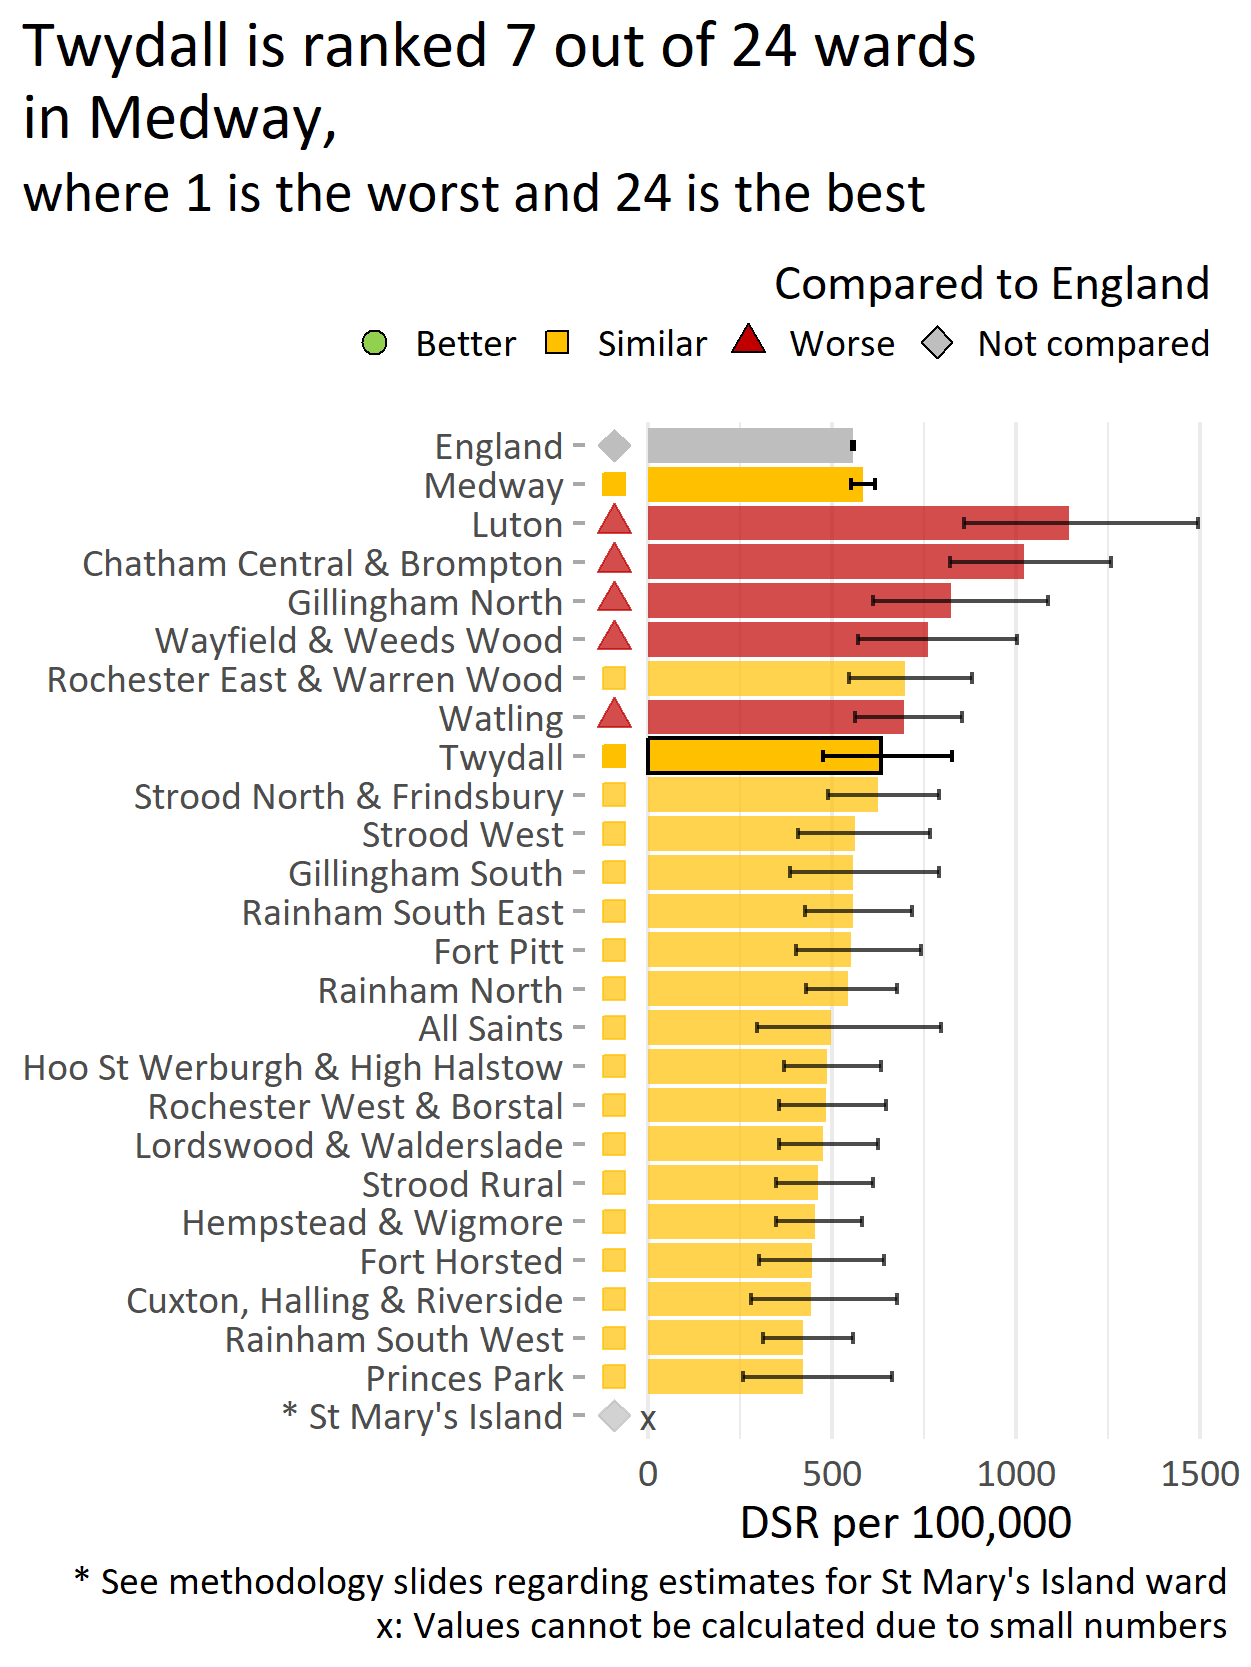 Twydall is ranked 7 out of 24 wards
in Medway,
where 1 is the worst and 24 is the best
Compared to England
Better Similar Worse Not compared
England
Medway
Luton
Chatham Central & Brompton
Gillingham North
Wayfield & Weeds Wood
Rochester East & Warren Wood
Watling
Twydall
Strood North & Frindsbury
Strood West
Gillingham South
Rainham South East
Fort Pitt
Rainham North
All Saints
Hoo St Werburgh & High Halstow
Rochester West & Borstal
Lordswood & Walderslade
Strood Rural
Hempstead & Wigmore
Fort Horsted
Cuxton, Halling & Riverside
Rainham South West
Princes Park
* St Mary's Island x
0 500 1000 1500
DSR per 100,000
* See methodology slides regarding estimates for St Mary's Island ward
x: Values cannot be calculated due to small numbers